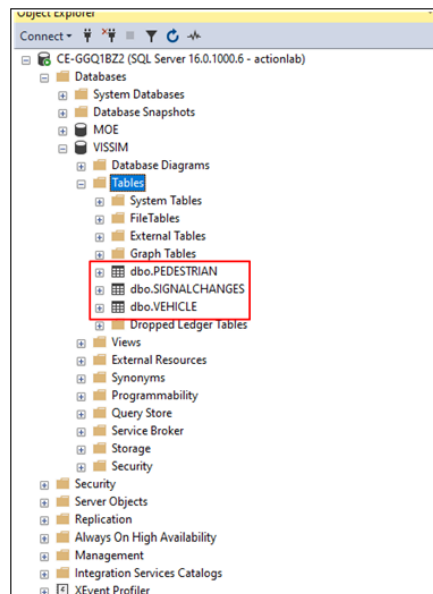 Object Explorer
Connect
CE-GGQ1BZ2 (SQL Server 16.0.1000.6 - actionlab)
Databases
System Databases
Database Snapshots
MOE
VISSIM
Database Diagrams
Tables
System Tables
FileTables
External Tables
Graph Tables
dbo.PEDESTRIAN
dbo.SIGNALCHANGES
dbo.VEHICLE
Dropped Ledger Tables
Views
External Resources
Synonyms
Programmability
Query Store
Service Broker
Storage
Security
Security
Server Objects
Replication
Always On High Availability
Management
Integration Services Catalogs
XEvent Profiler